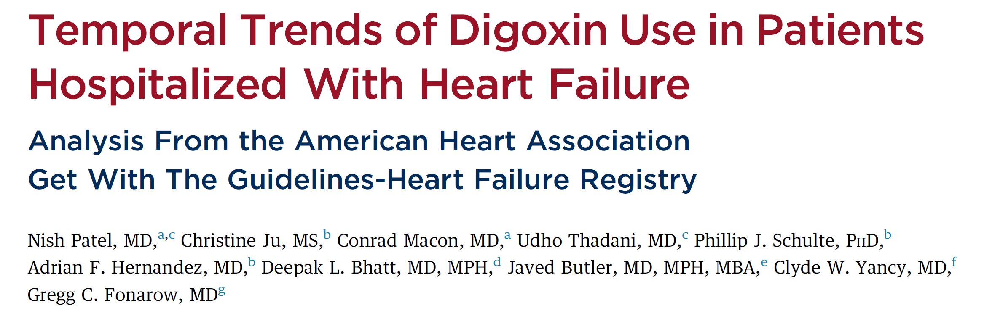 Temporal Trends of Digoxin Use in Patients
Hospitalized With Heart Failure
Analysis From the American Heart Association
Get With The Guidelines-Heart Failure Registry
Nish Patel, MD,a,c Christine Ju, MS,b Conrad Macon, MD,a Udho Thadani, MD,c Phillip J. Schulte, PHD,b
Adrian F. Hernandez, MD,b Deepak L. Bhatt, MD, MPH,d Javed Butler, MD, MPH, MBA,e Clyde W. Yancy, MD,f
Gregg C. Fonarow, MDg